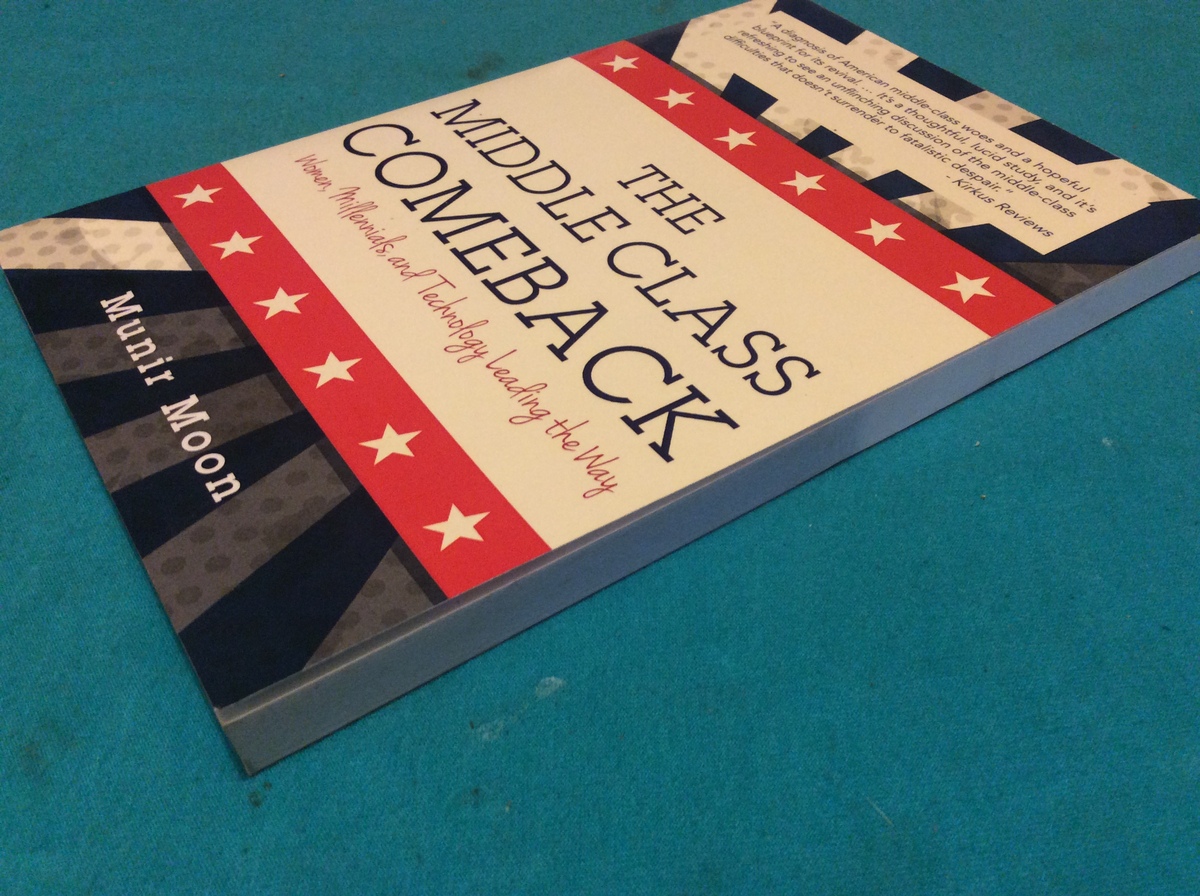 "A diagnosis of American middle-class woes and a hopeful
blueprint for its revival. ... It's a thoughtful, lucid study, and it's
refreshing to see an unflinching discussion of the middle-class
difficulties that doesn't surrender to fatalistic despair."
- Kirkus Reviews
THE
MIDDLE CLASS
COMEBACK
Women, Millennials, and Technology Leading the Way
Munir Moon